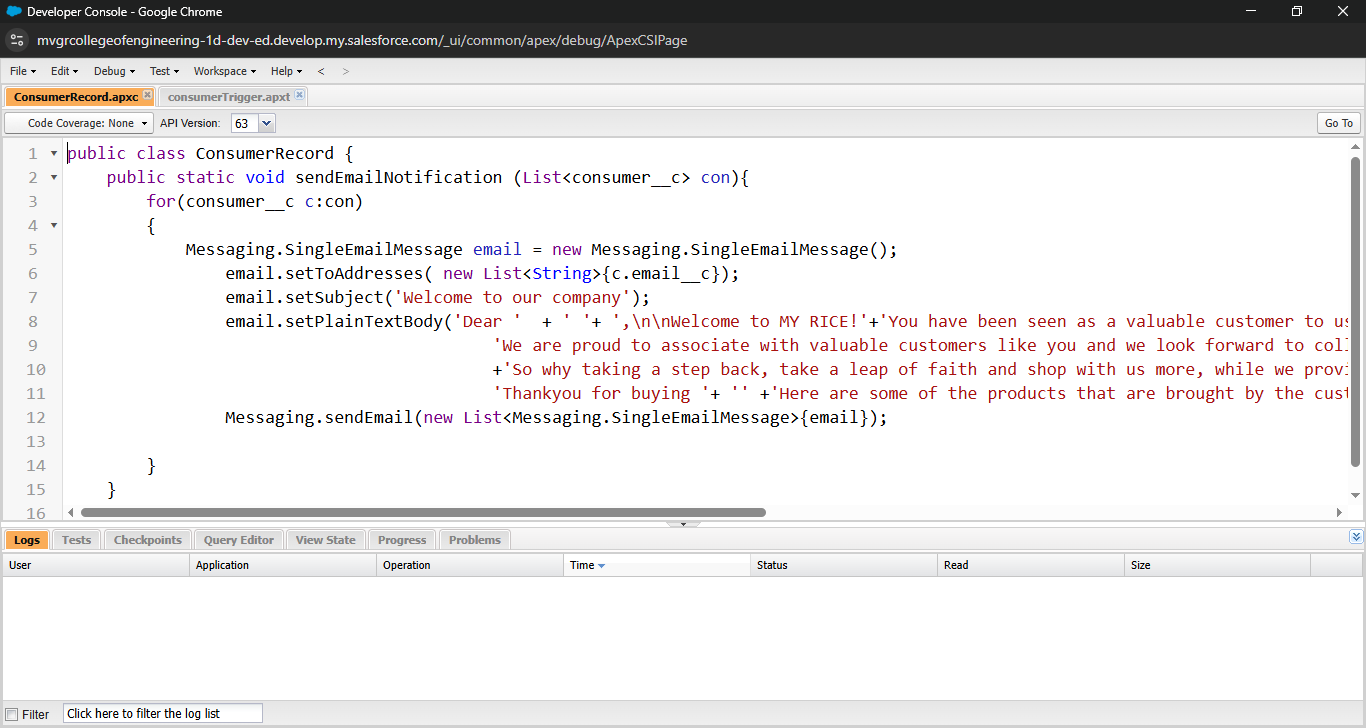 Developer Console - Google Chrome
mvgrcollegeofengineering-1d-dev-ed.develop.my.salesforce.com/_ui/common/apex/debug/ApexCSIPage
File Edit Debug Test Workspace Help < >
ConsumerRecord.apxc consumerTrigger.apxt
Code Coverage: None API Version: 63 Go To
1 public class ConsumerRecord {
2 public static void sendEmailNotification (List<consumer__c> con){
3 for(consumer__c c:con)
4 {
5 Messaging.SingleEmailMessage email = new Messaging.SingleEmailMessage();
6 email.setToAddresses( new List<String>{c.email__c});
7 email.setSubject('Welcome to our company');
8 email.setPlainTextBody('Dear ' + ' '+ ',\n\nWelcome to MY RICE!'+'You have been seen as a valuable customer to
9 'We are proud to associate with valuable customers like you and we look forward to
10 +'So why taking a step back, take a leap of faith and shop with us more, while we
11 'Thankyou for buying '+ '' +'Here are some of the products that are brought by the
12 Messaging.sendEmail(new List<Messaging.SingleEmailMessage>{email});
13
14 }
15 }
16
Logs Tests Checkpoints Query Editor View State Progress Problems
User Application Operation Time Status Read Size
Filter Click here to filter the log list